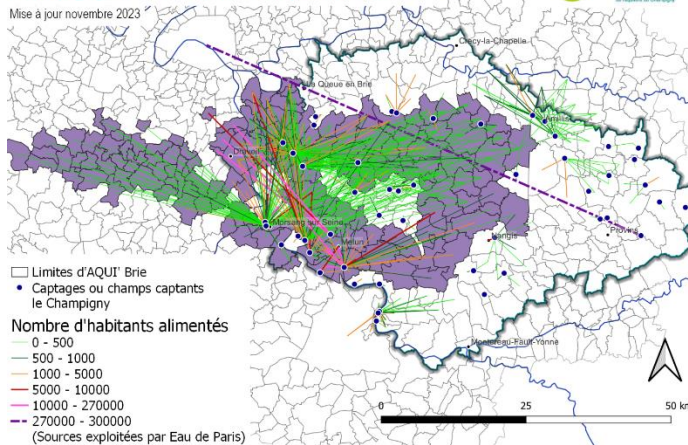 Mise à jour novembre 2023
Crécy-la-Chapelle
La Queue en Brie
Draveil
Morsang sur Seine
Melun
Nangis
Provins
Montereau-Fault-Yonne
Limites d'AQUI' Brie
Captages ou champs captants
le Champigny
Nombre d'habitants alimentés
0 - 500
500 - 1000
1000 - 5000
5000 - 10000
10000 - 270000
270000 - 300000
(Sources exploitées par Eau de Paris)
0
25
50 km